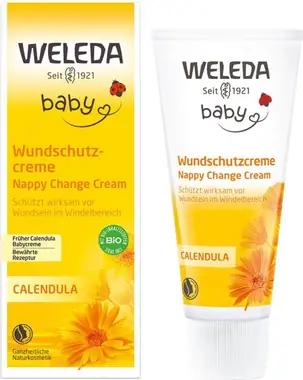 WELEDA
Seit 1921
baby
Wundschutz-
creme
Nappy Change Cream
Schützt wirksam vor
Wundsein im Windelbereich
Früher Calendula
Babycreme
Bewährte
Rezeptur
BIO
CALENDULA
Ganzheitliche
Naturkosmetik
WELEDA
Seit 1921
baby
Wundschutzcreme
Nappy Change Cream
Schützt wirksam vor
Wundsein im Windelbereich
CALENDULA